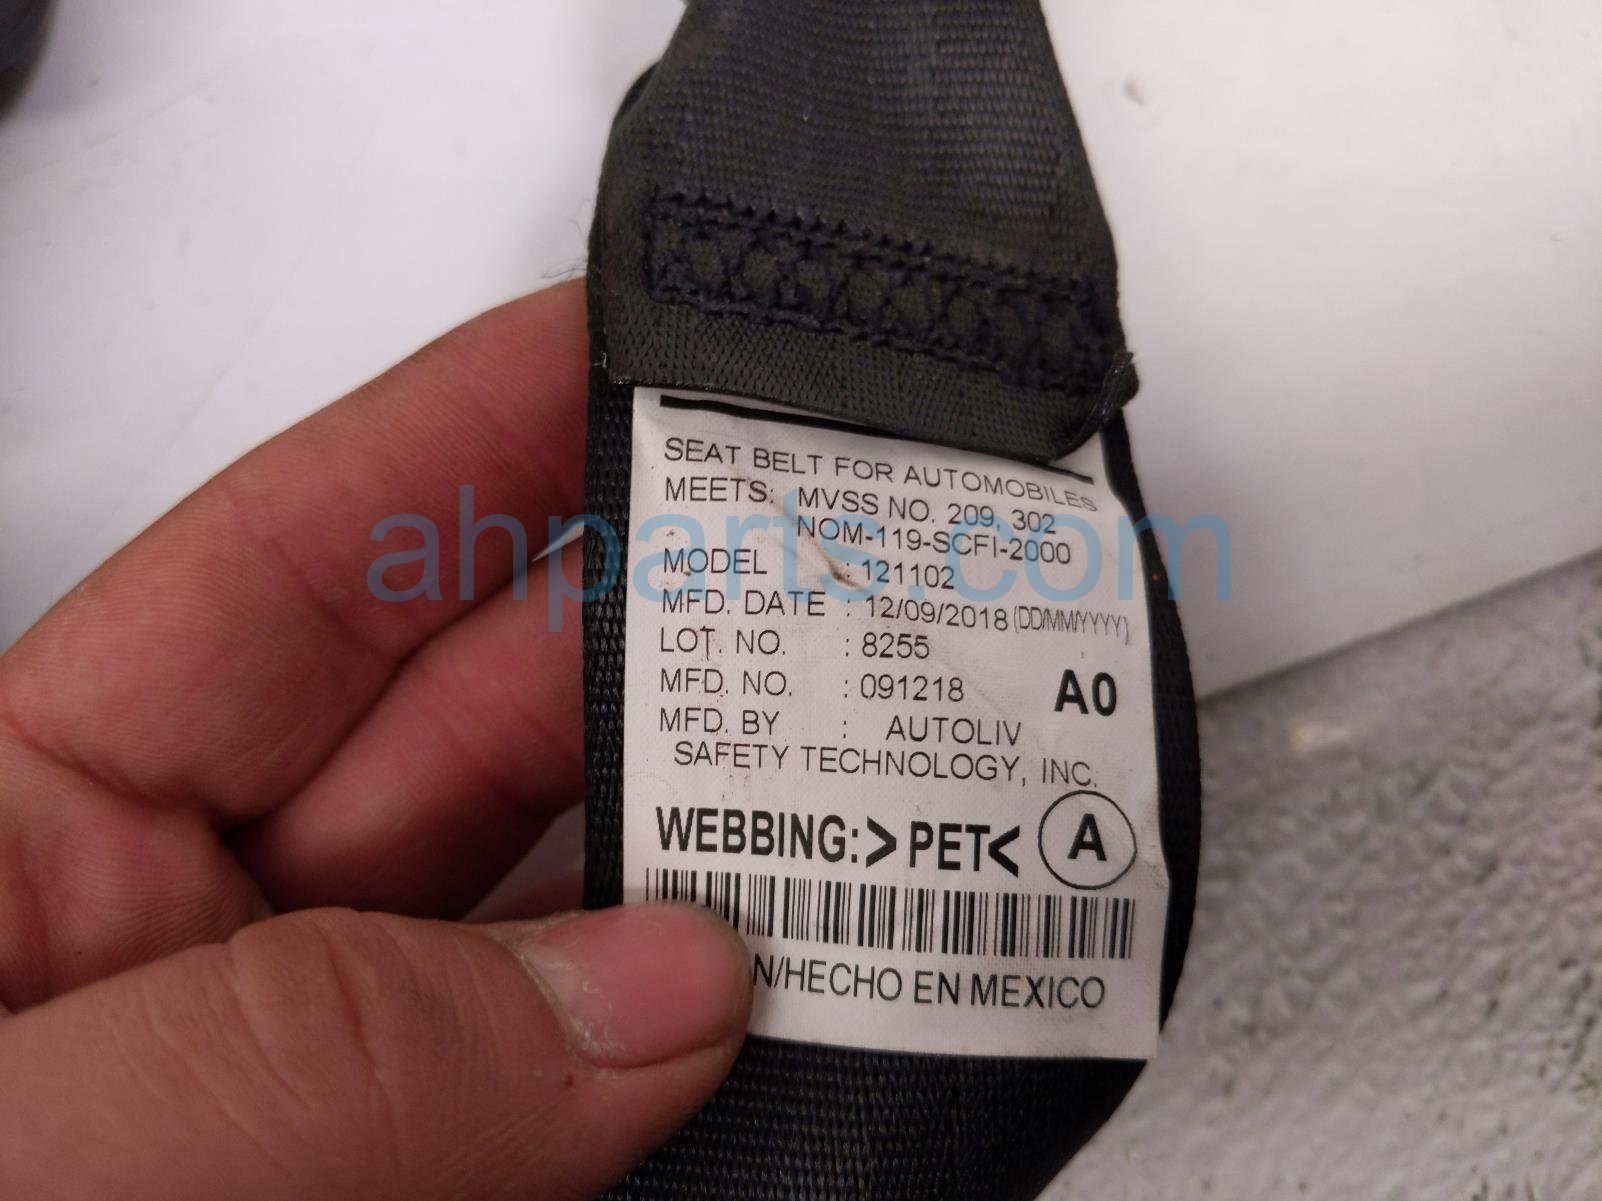 SEAT BELT FOR AUTOMOBILES
MEETS: MVSS NO. 209, 302
NOM-119-SCFI-2000
MODEL : 121102
MFD. DATE : 12/09/2018 (DD/MM/YYYY)
LOT. NO. : 8255
MFD. NO. : 091218 A0
MFD. BY : AUTOLIV
SAFETY TECHNOLOGY, INC.
WEBBING:>PET< A
N/HECHO EN MEXICO
ahparts.com